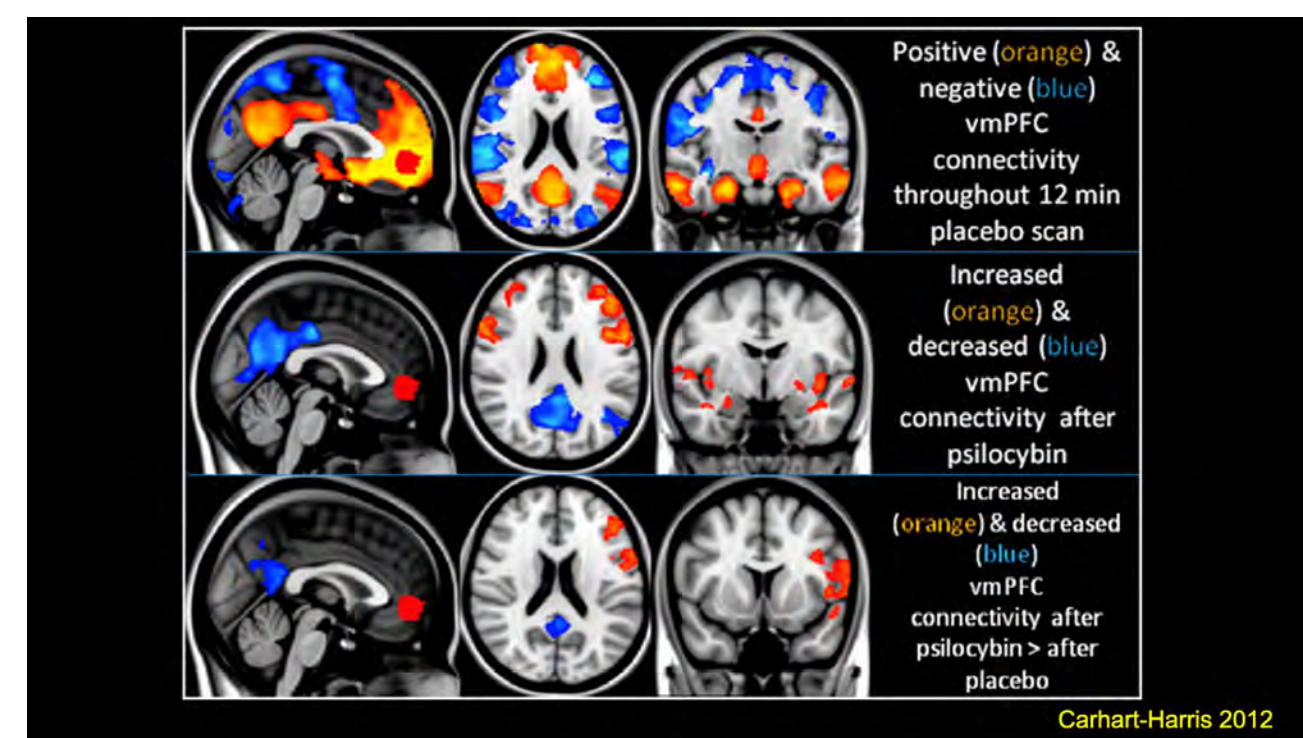 Positive (orange) &
negative (blue)
vmPFC
connectivity
throughout 12 min
placebo scan
Increased
(orange) &
decreased (blue)
vmPFC
connectivity after
psilocybin
Increased
(orange) & decreased
(blue)
vmPFC
connectivity after
psilocybin > after
placebo
Carhart-Harris 2012